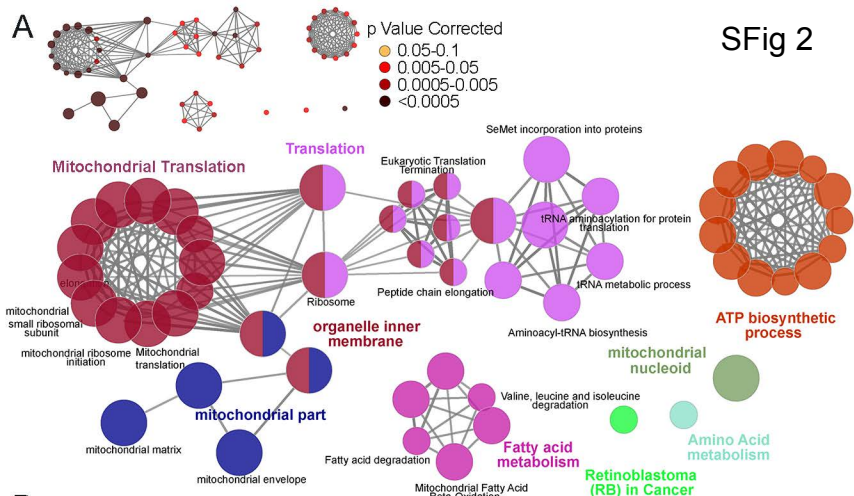 A
p Value Corrected
0.05-0.1
0.005-0.05
0.0005-0.005
<0.0005
SFig 2
SeMet incorporation into proteins
Translation
Mitochondrial Translation
Eukaryotic Translation
Termination
tRNA aminoacylation for protein
translation
elongation
tRNA metabolic process
Ribosome
Peptide chain elongation
mitochondrial
small ribosomal
subunit
organelle inner
membrane
Aminoacyl-tRNA biosynthesis
ATP biosynthetic
process
mitochondrial ribosome
initiation
Mitochondrial
translation
mitochondrial
nucleoid
mitochondrial part
Valine, leucine and isoleucine
degradation
mitochondrial matrix
Fatty acid
metabolism
Amino Acid
metabolism
Fatty acid degradation
mitochondrial envelope
Retinoblastoma
(RB) in Cancer
Mitochondrial Fatty Acid
Beta-Oxidation